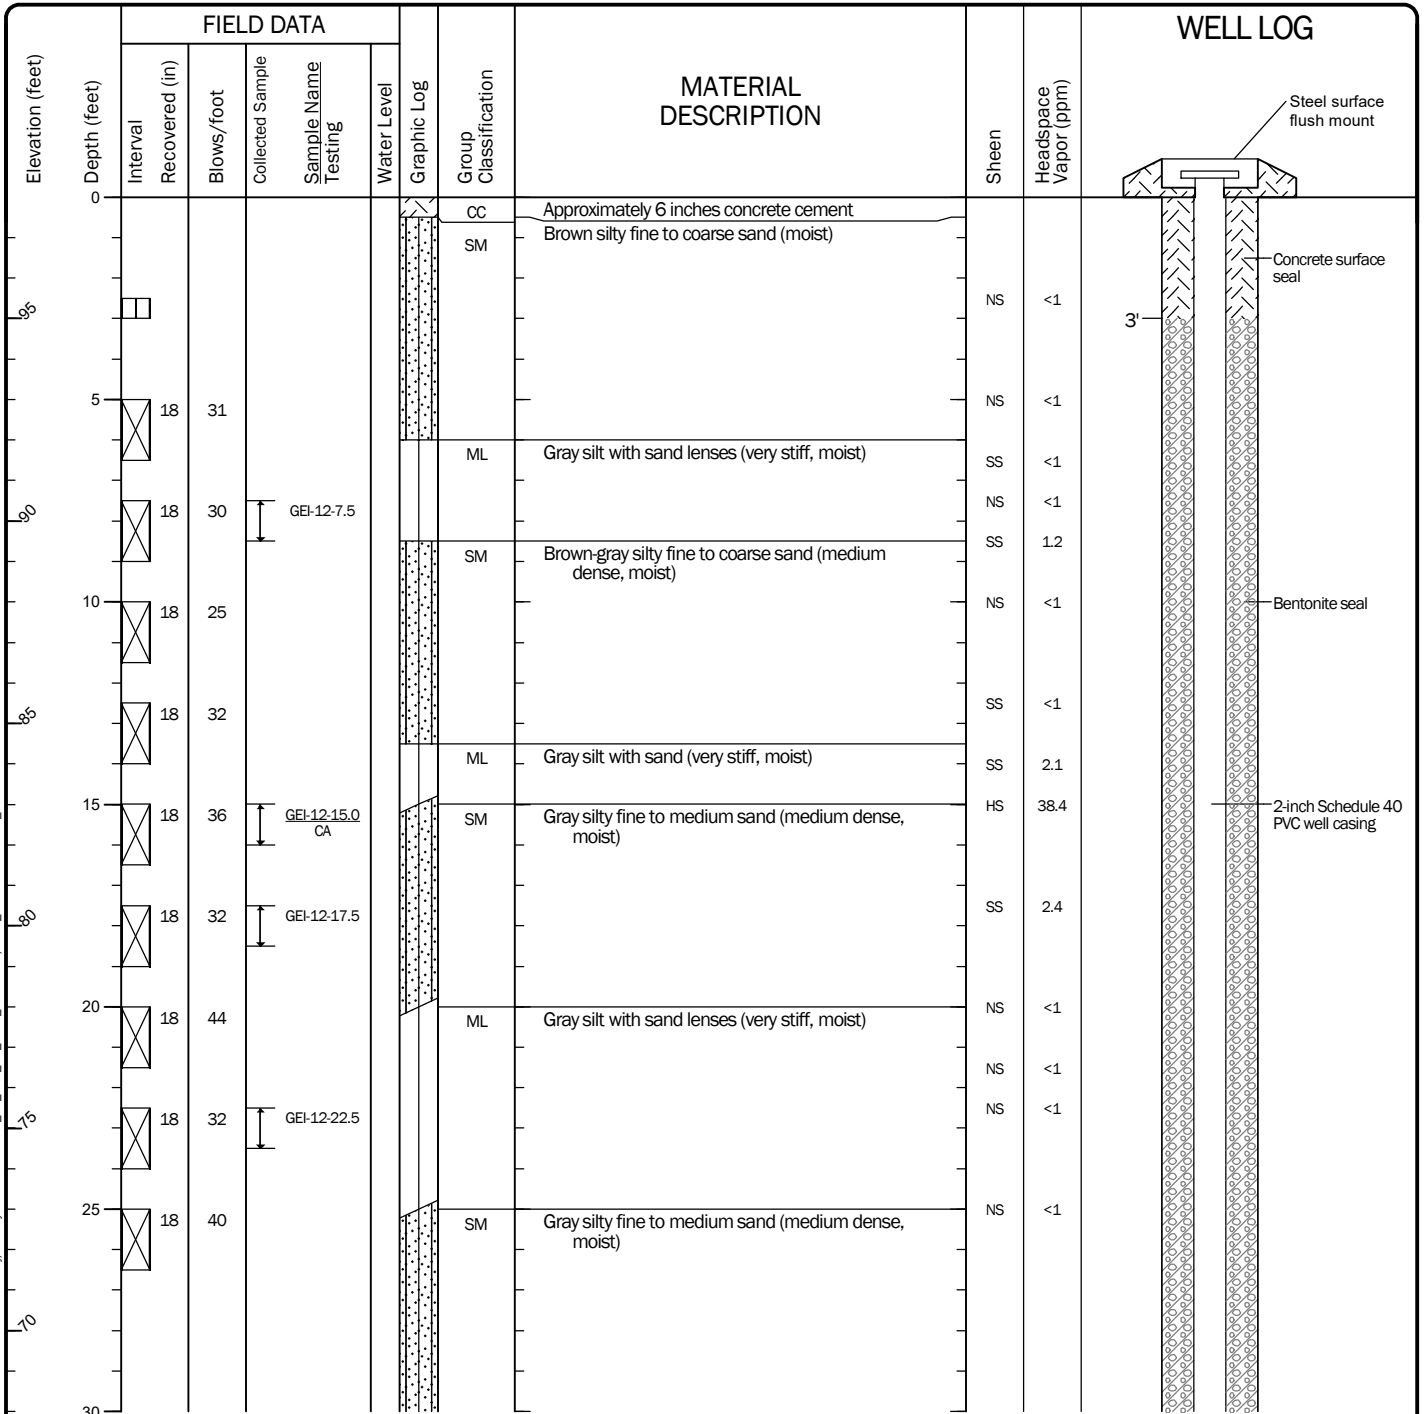 FIELD DATA
WELL LOG
Elevation (feet)
Depth (feet)
Interval
Recovered (in)
Blows/foot
Collected Sample
Sample Name
Testing
Water Level
Graphic Log
Group
Classification
MATERIAL
DESCRIPTION
Sheen
Headspace
Vapor (ppm)
Steel surface
flush mount
0
CC
Approximately 6 inches concrete cement
SM
Brown silty fine to coarse sand (moist)
Concrete surface
seal
95
NS
<1
3'
5
18
31
NS
<1
ML
Gray silt with sand lenses (very stiff, moist)
SS
<1
90
18
30
GEI-12-7.5
NS
<1
SM
Brown-gray silty fine to coarse sand (medium
dense, moist)
SS
1.2
10
18
25
NS
<1
Bentonite seal
85
18
32
SS
<1
ML
Gray silt with sand (very stiff, moist)
SS
2.1
15
18
36
GEI-12-15.0
CA
SM
Gray silty fine to medium sand (medium dense,
moist)
HS
38.4
2-inch Schedule 40
PVC well casing
80
18
32
GEI-12-17.5
SS
2.4
20
18
44
ML
Gray silt with sand lenses (very stiff, moist)
NS
<1
NS
<1
75
18
32
GEI-12-22.5
NS
<1
25
18
40
SM
Gray silty fine to medium sand (medium dense,
moist)
NS
<1
70
30